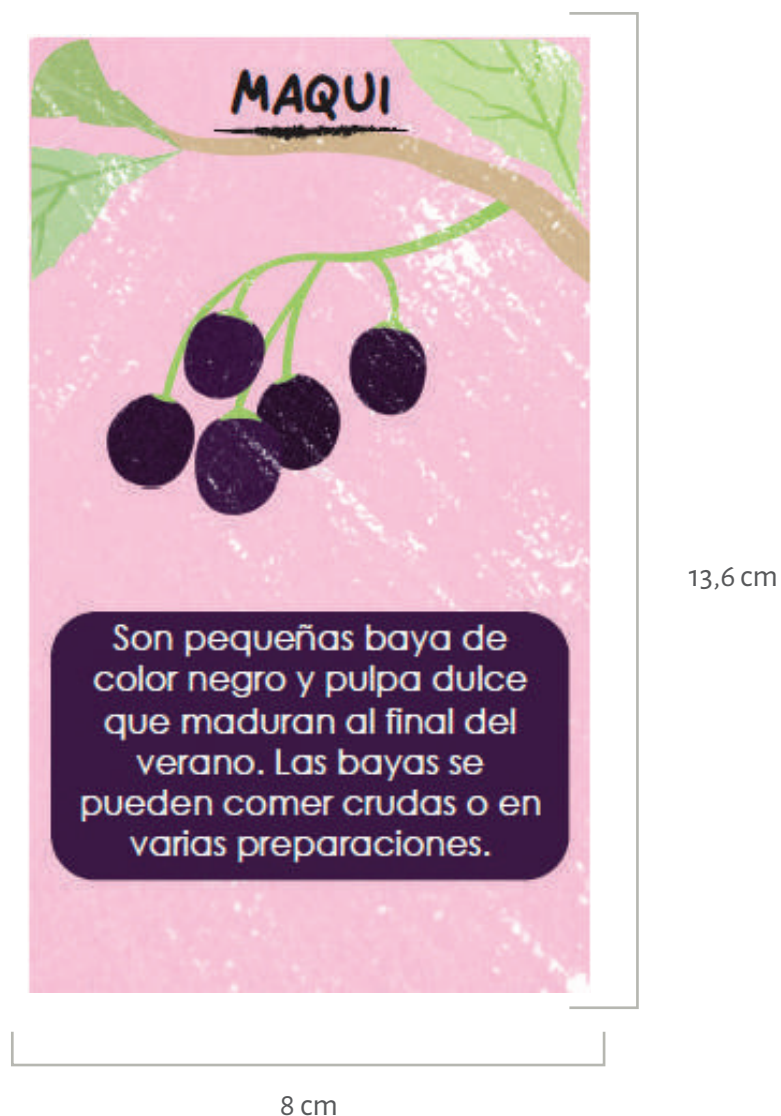 MAQUI
Son pequeñas baya de
color negro y pulpa dulce
que maduran al final del
verano. Las bayas se
pueden comer crudas o en
varias preparaciones.
13,6 cm
8 cm